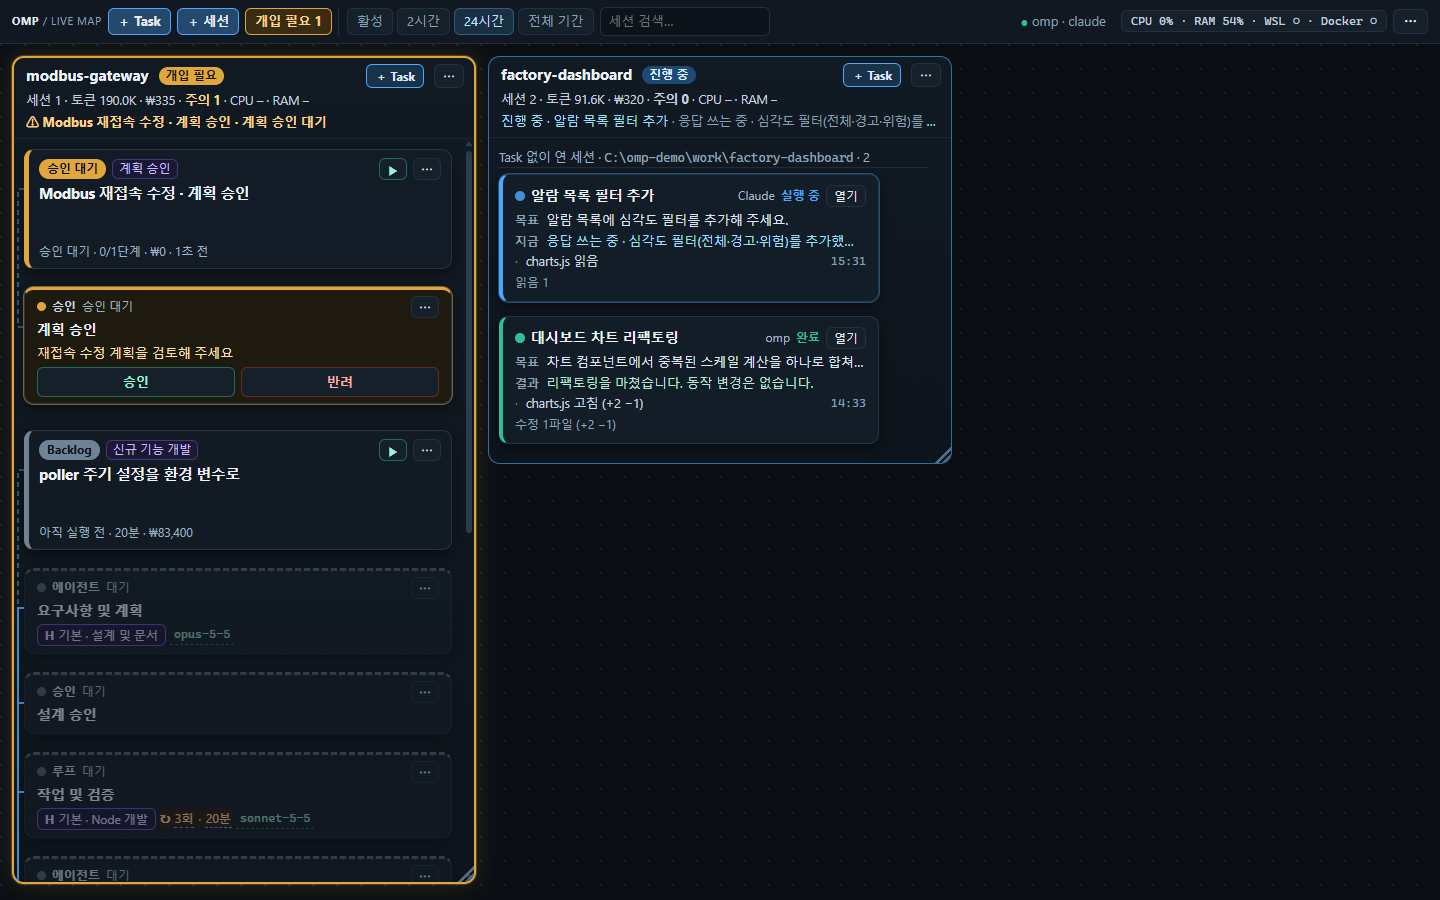 OMP / LIVE MAP + Task + 세션 개입 필요 1 활성 2시간 24시간 전체 기간 세션 검색... ● omp · claude CPU 0% · RAM 54% · WSL ○ · Docker ○ ···
modbus-gateway 개입 필요 + Task ···
세션 1 · 토큰 190.0K · ₩335 · 주의 1 · CPU – · RAM –
⚠ Modbus 재접속 수정 · 계획 승인 · 계획 승인 대기
승인 대기 계획 승인 ▶ ···
Modbus 재접속 수정 · 계획 승인
승인 대기 · 0/1단계 · ₩0 · 1초 전
승인 승인 대기 ···
계획 승인
재접속 수정 계획을 검토해 주세요
승인 반려
Backlog 신규 기능 개발 ▶ ···
poller 주기 설정을 환경 변수로
아직 실행 전 · 20분 · ₩83,400
에이전트 대기 ···
요구사항 및 계획
H 기본 · 설계 및 문서 opus-5-5
승인 대기 ···
설계 승인
루프 대기 ···
작업 및 검증
H 기본 · Node 개발 ↻ 3회 · 20분 sonnet-5-5
에이전트 대기 ···
factory-dashboard 진행 중 + Task ···
세션 2 · 토큰 91.6K · ₩320 · 주의 0 · CPU – · RAM –
진행 중 · 알람 목록 필터 추가 · 응답 쓰는 중 · 심각도 필터(전체·경고·위험)를 ...
Task 없이 연 세션 · C:\omp-demo\work\factory-dashboard · 2
알람 목록 필터 추가 Claude 실행 중 열기
목표 알람 목록에 심각도 필터를 추가해 주세요.
지금 응답 쓰는 중 · 심각도 필터(전체·경고·위험)를 추가했...
· charts.js 읽음 15:31
읽음 1
대시보드 차트 리팩토링 omp 완료 열기
목표 차트 컴포넌트에서 중복된 스케일 계산을 하나로 합쳐...
결과 리팩토링을 마쳤습니다. 동작 변경은 없습니다.
· charts.js 고침 (+2 −1) 14:33
수정 1파일 (+2 −1)